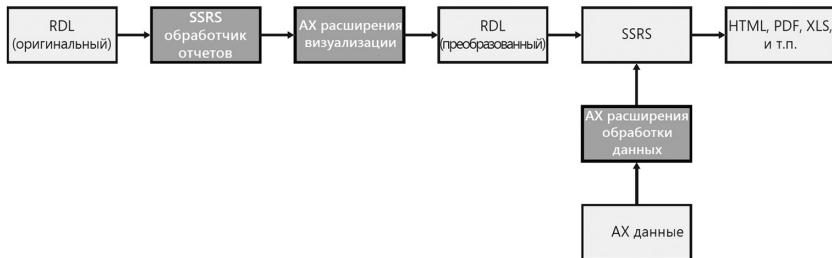 RDL
(оригинальный)
SSRS
обработчик
отчетов
AX расширения
визуализации
RDL
(преобразованный)
SSRS
HTML, PDF, XLS,
и т.п.
AX расширения
обработки
данных
AX данные